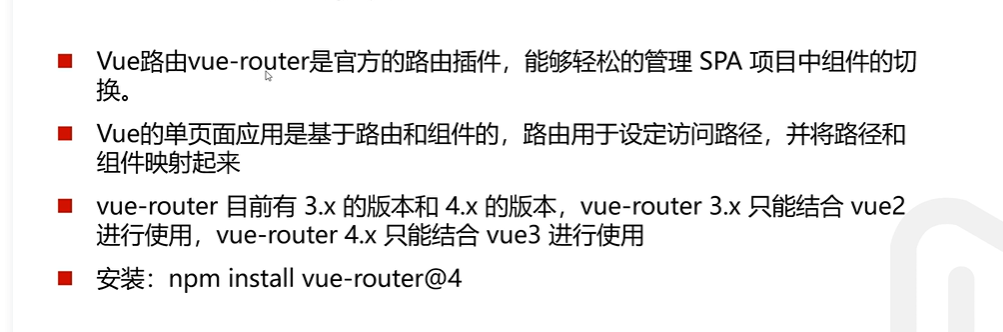 Vue路由vue-router是官方的路由插件，能够轻松的管理 SPA 项目中组件的切
换。
Vue的单页面应用是基于路由和组件的，路由用于设定访问路径，并将路径和
组件映射起来
vue-router 目前有 3.x 的版本和 4.x 的版本，vue-router 3.x 只能结合 vue2
进行使用，vue-router 4.x 只能结合 vue3 进行使用
安装：npm install vue-router@4